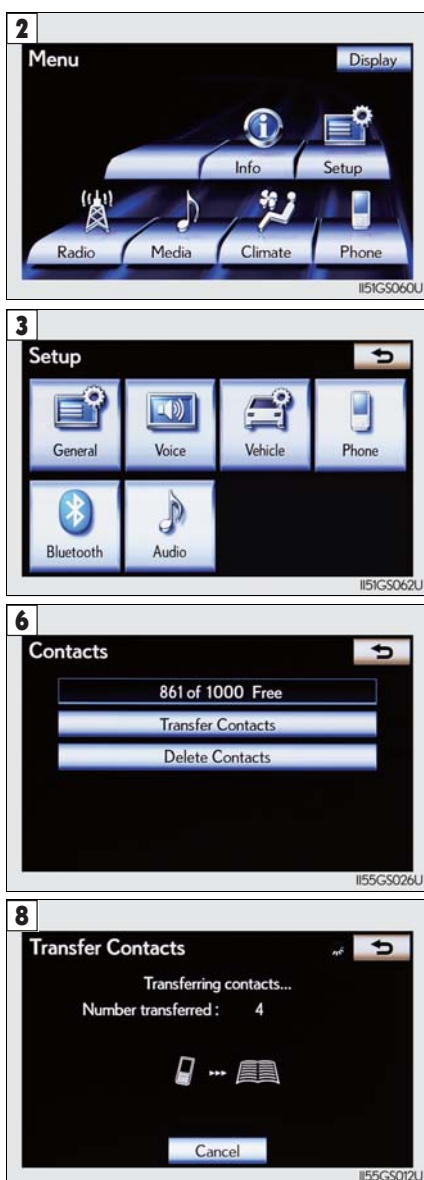 2
Menu
Display
Info
Setup
Radio
Media
Climate
Phone
II51GS060U
3
Setup
General
Voice
Vehicle
Phone
Bluetooth
Audio
II51GS062U
6
Contacts
861 of 1000 Free
Transfer Contacts
Delete Contacts
II55GS026U
8
Transfer Contacts
Transferring contacts...
Number transferred : 4
Cancel
II55GS012U